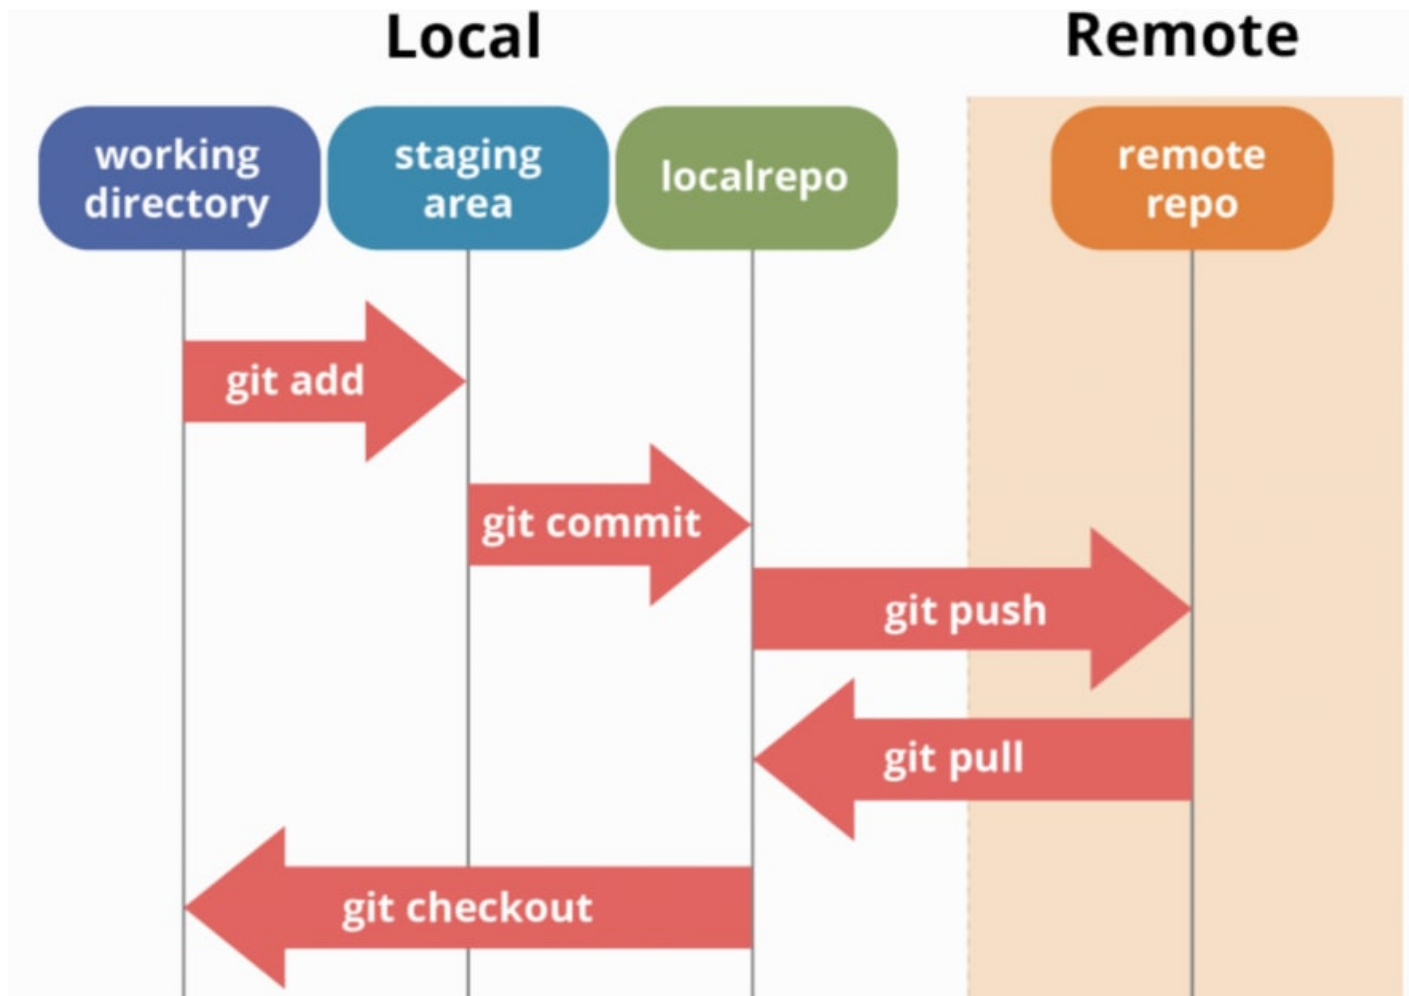 Local
Remote
working
directory
staging
area
localrepo
remote
repo
git add
git commit
git push
git pull
git checkout